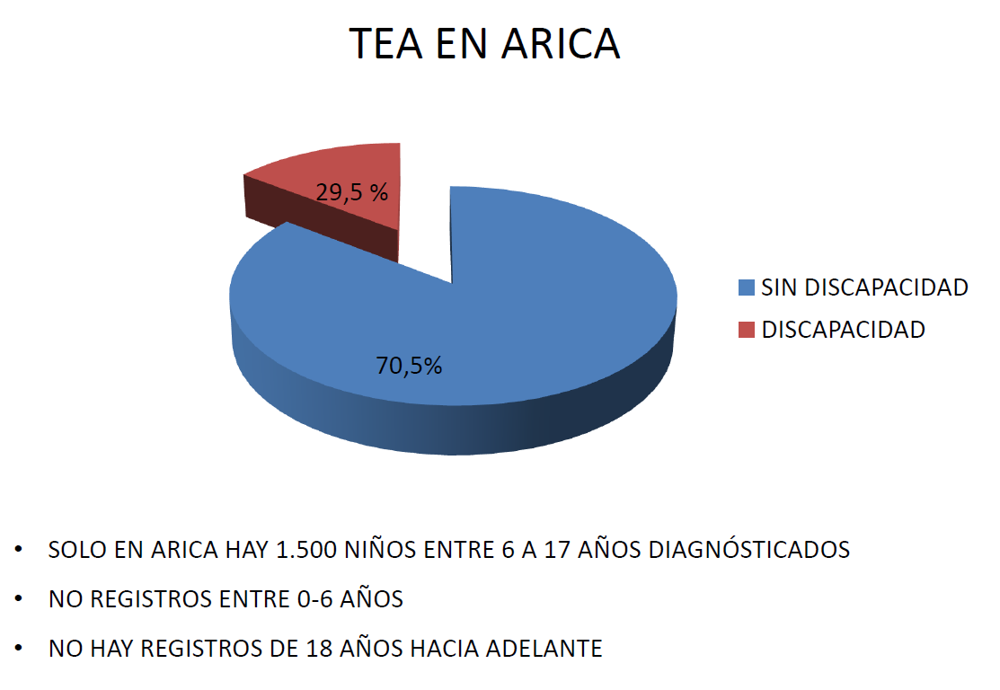 TEA EN ARICA
29,5 %
70,5%
SIN DISCAPACIDAD
DISCAPACIDAD
• SOLO EN ARICA HAY 1.500 NIÑOS ENTRE 6 A 17 AÑOS DIAGNÓSTICADOS
• NO REGISTROS ENTRE 0-6 AÑOS
• NO HAY REGISTROS DE 18 AÑOS HACIA ADELANTE